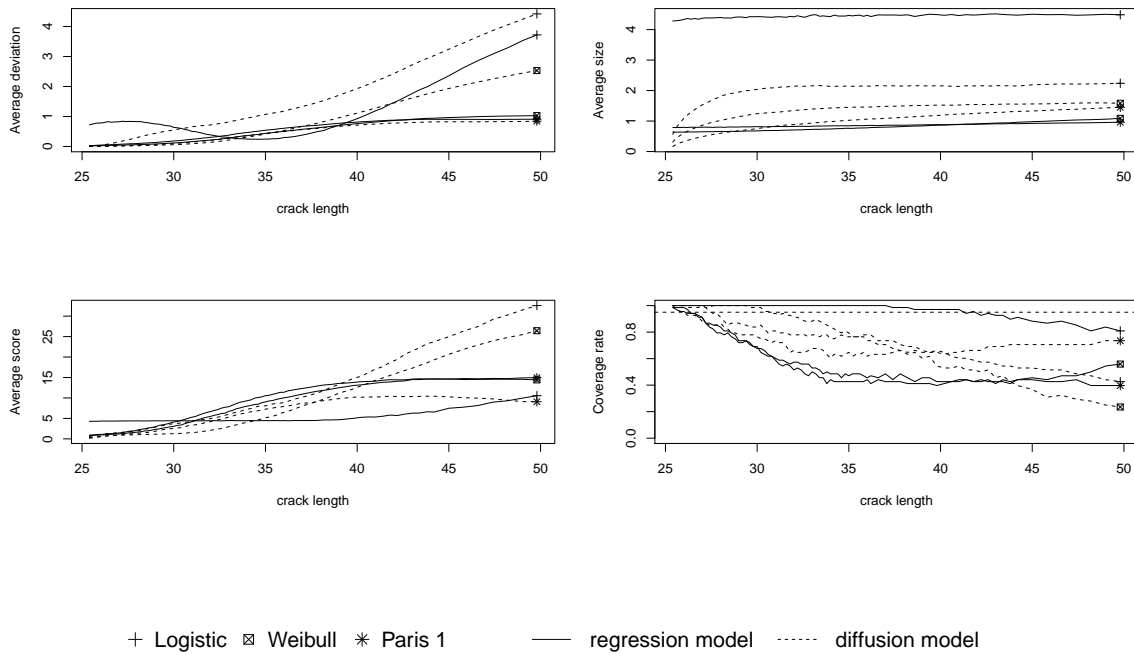 Average deviation
0 1 2 3 4
25 30 35 40 45 50
crack length
Average size
0 1 2 4
25 30 35 40 45 50
crack length
Average score
0 5 15 25
25 30 35 40 45 50
crack length
Coverage rate
0.0 0.4 0.8
25 30 35 40 45 50
crack length
Logistic Weibull Paris 1 regression model diffusion model